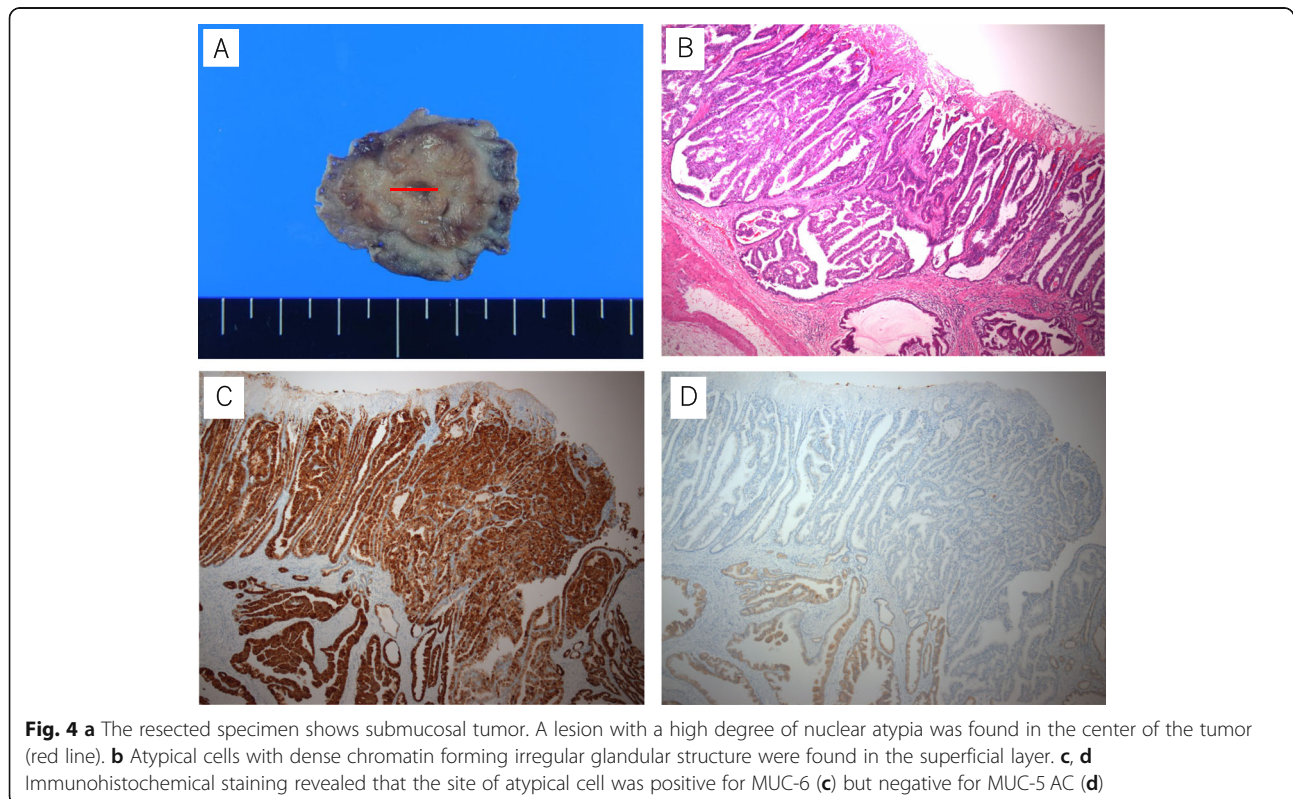 A
B
C
D
Fig. 4 a The resected specimen shows submucosal tumor. A lesion with a high degree of nuclear atypia was found in the center of the tumor
(red line). b Atypical cells with dense chromatin forming irregular glandular structure were found in the superficial layer. c, d
Immunohistochemical staining revealed that the site of atypical cell was positive for MUC-6 (c) but negative for MUC-5 AC (d)